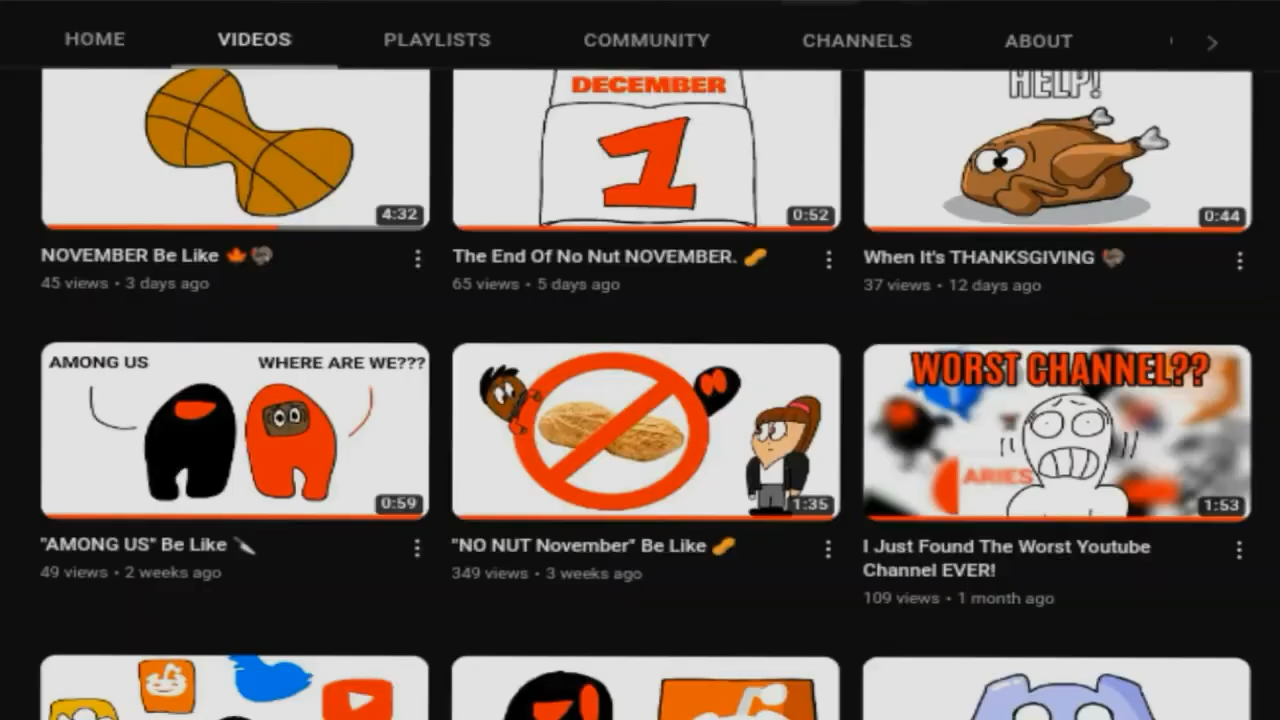 HOME VIDEOS PLAYLISTS COMMUNITY CHANNELS ABOUT
DECEMBER
1
HELP!
4:32
0:52
0:44
NOVEMBER Be Like 🍁🦃
The End Of No Nut NOVEMBER. 🥜
When It's THANKSGIVING 🦃
45 views • 3 days ago
65 views • 5 days ago
37 views • 12 days ago
AMONG US
WHERE ARE WE???
WORST CHANNEL??
ARIES
0:59
1:35
1:53
"AMONG US" Be Like 🔪
"NO NUT November" Be Like 🥜
I Just Found The Worst Youtube
Channel EVER!
49 views • 2 weeks ago
349 views • 3 weeks ago
109 views • 1 month ago